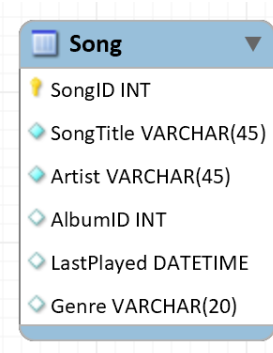 Song
SongID INT
SongTitle VARCHAR(45)
Artist VARCHAR(45)
AlbumID INT
LastPlayed DATETIME
Genre VARCHAR(20)